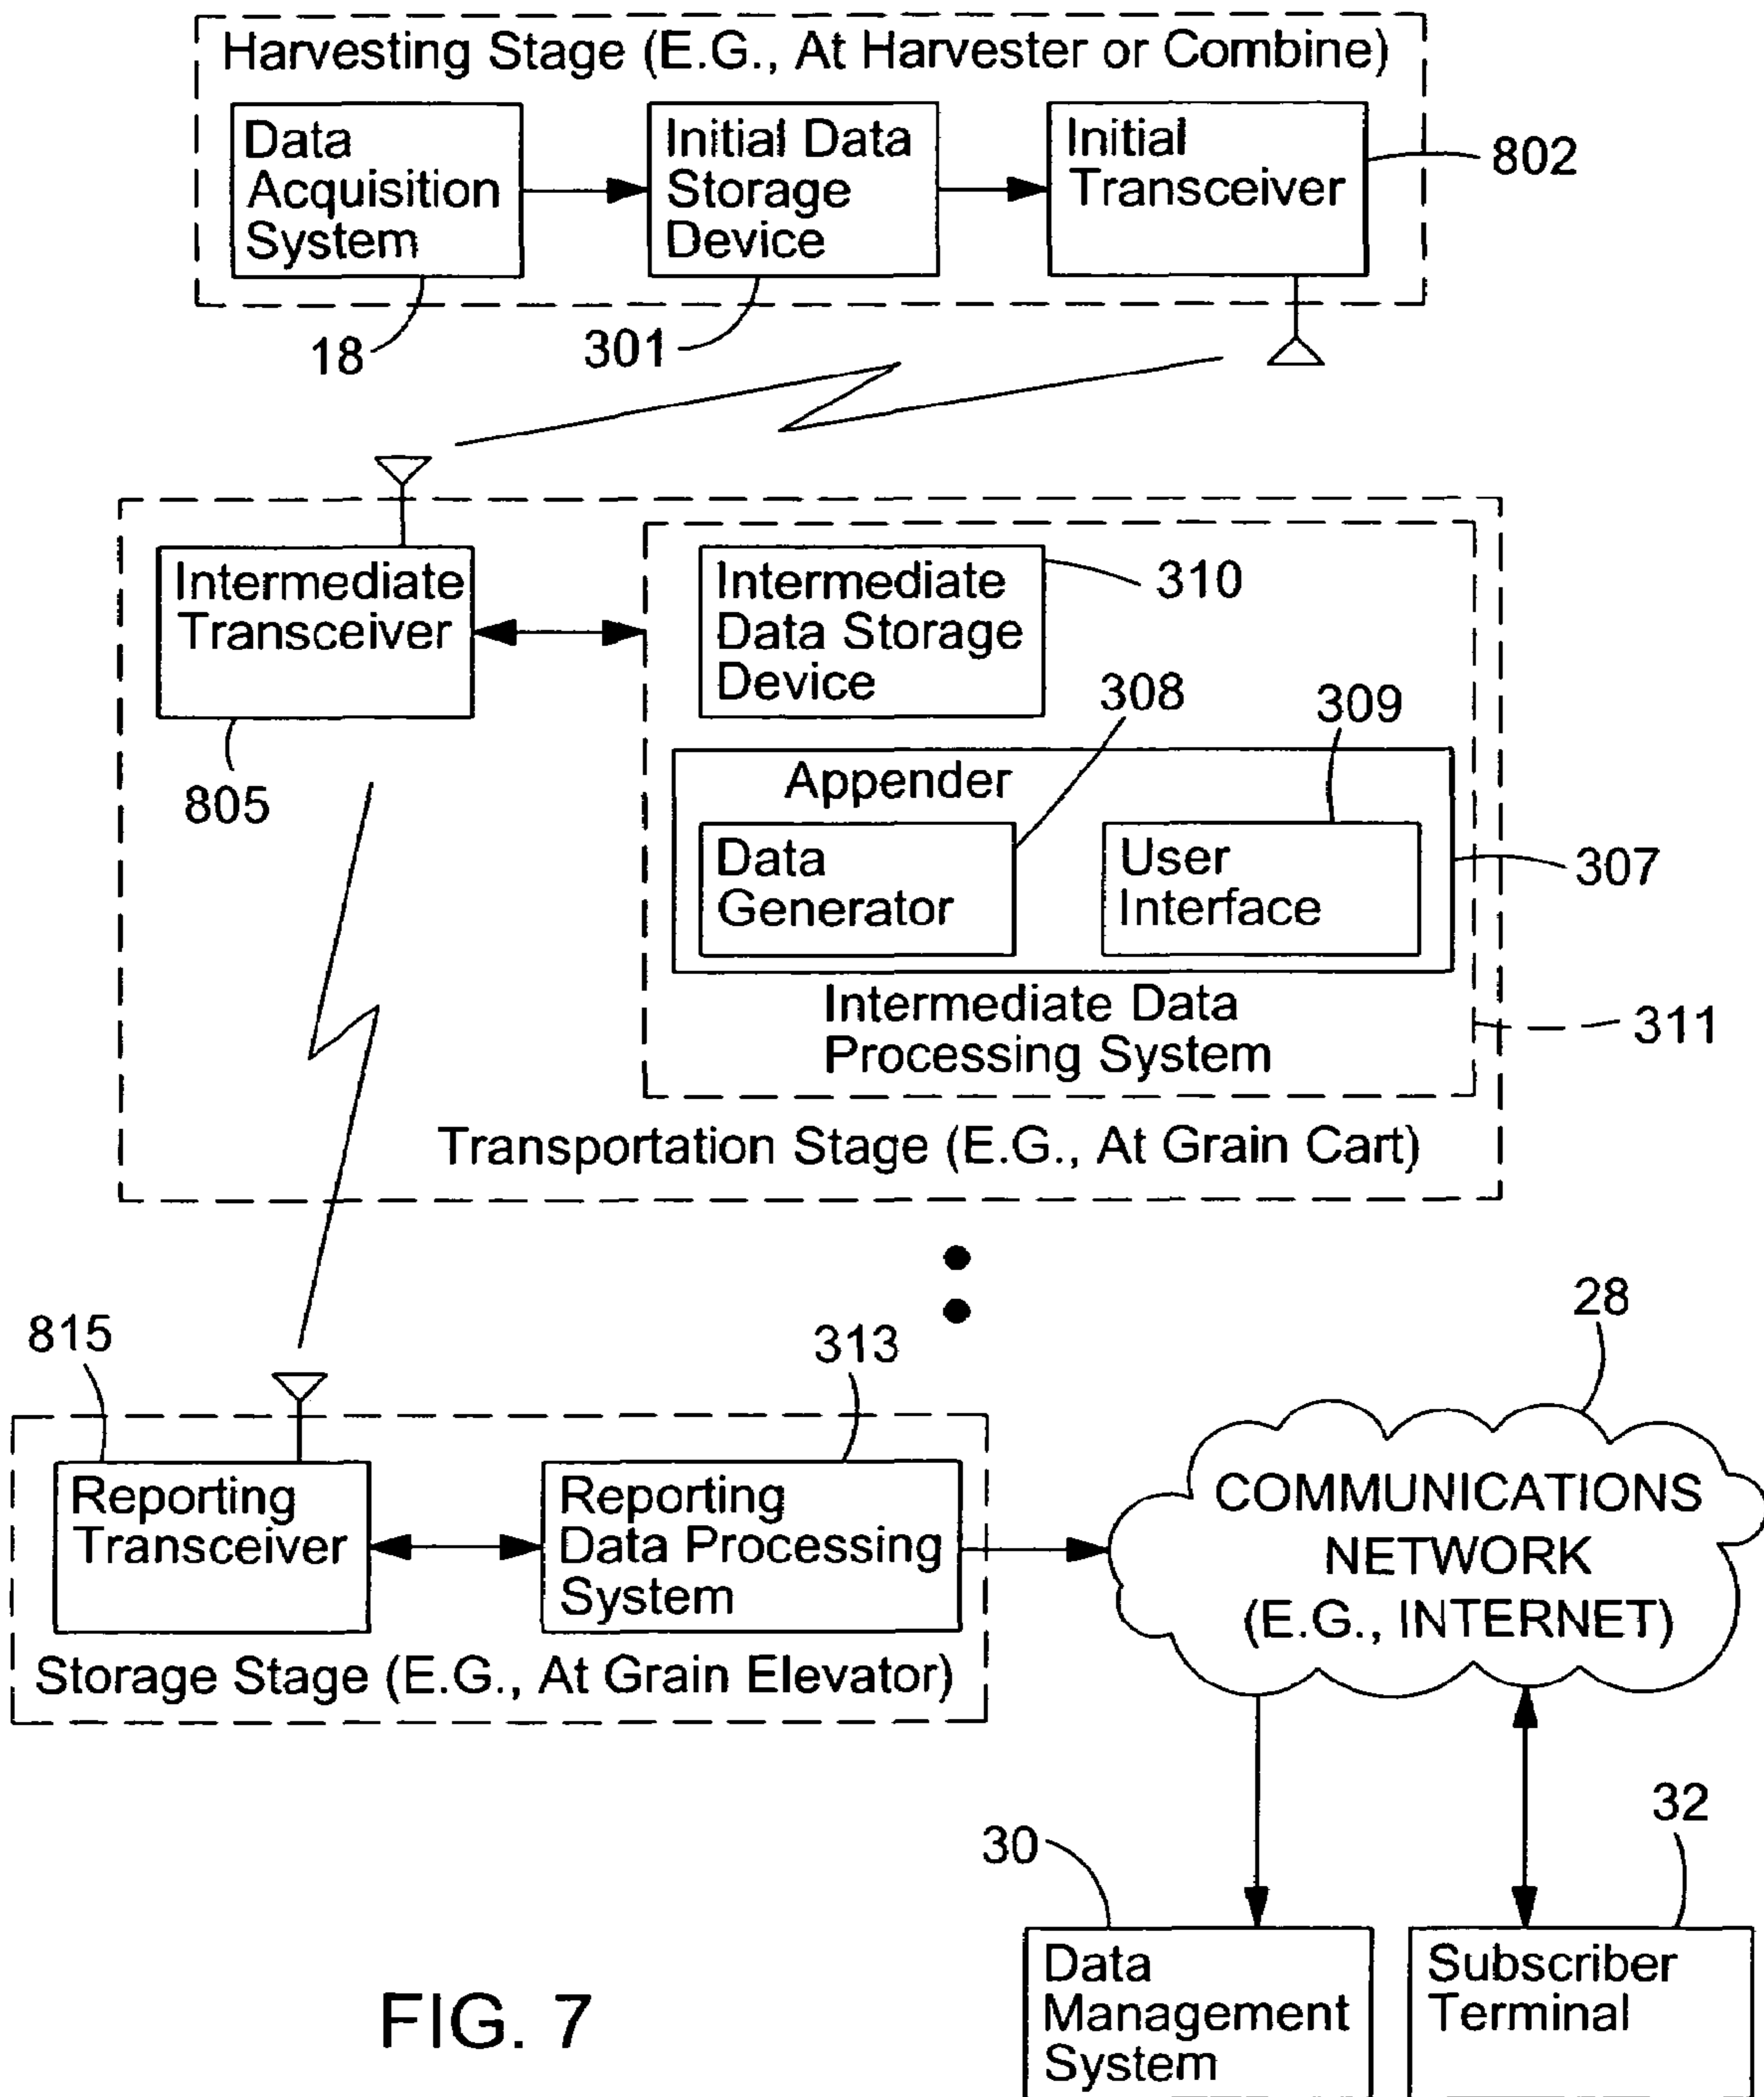 Harvesting Stage (E.G., At Harvester or Combine)
Data
Acquisition
System
Initial Data
Storage
Device
Initial
Transceiver
802
18
301
Intermediate
Transceiver
805
Intermediate
Data Storage
Device
310
308
309
Appender
Data
Generator
User
Interface
307
Intermediate Data
Processing System
311
Transportation Stage (E.G., At Grain Cart)
815
313
28
Reporting
Transceiver
Reporting
Data Processing
System
Storage Stage (E.G., At Grain Elevator)
COMMUNICATIONS
NETWORK
(E.G., INTERNET)
30
32
Data
Management
System
Subscriber
Terminal
FIG. 7